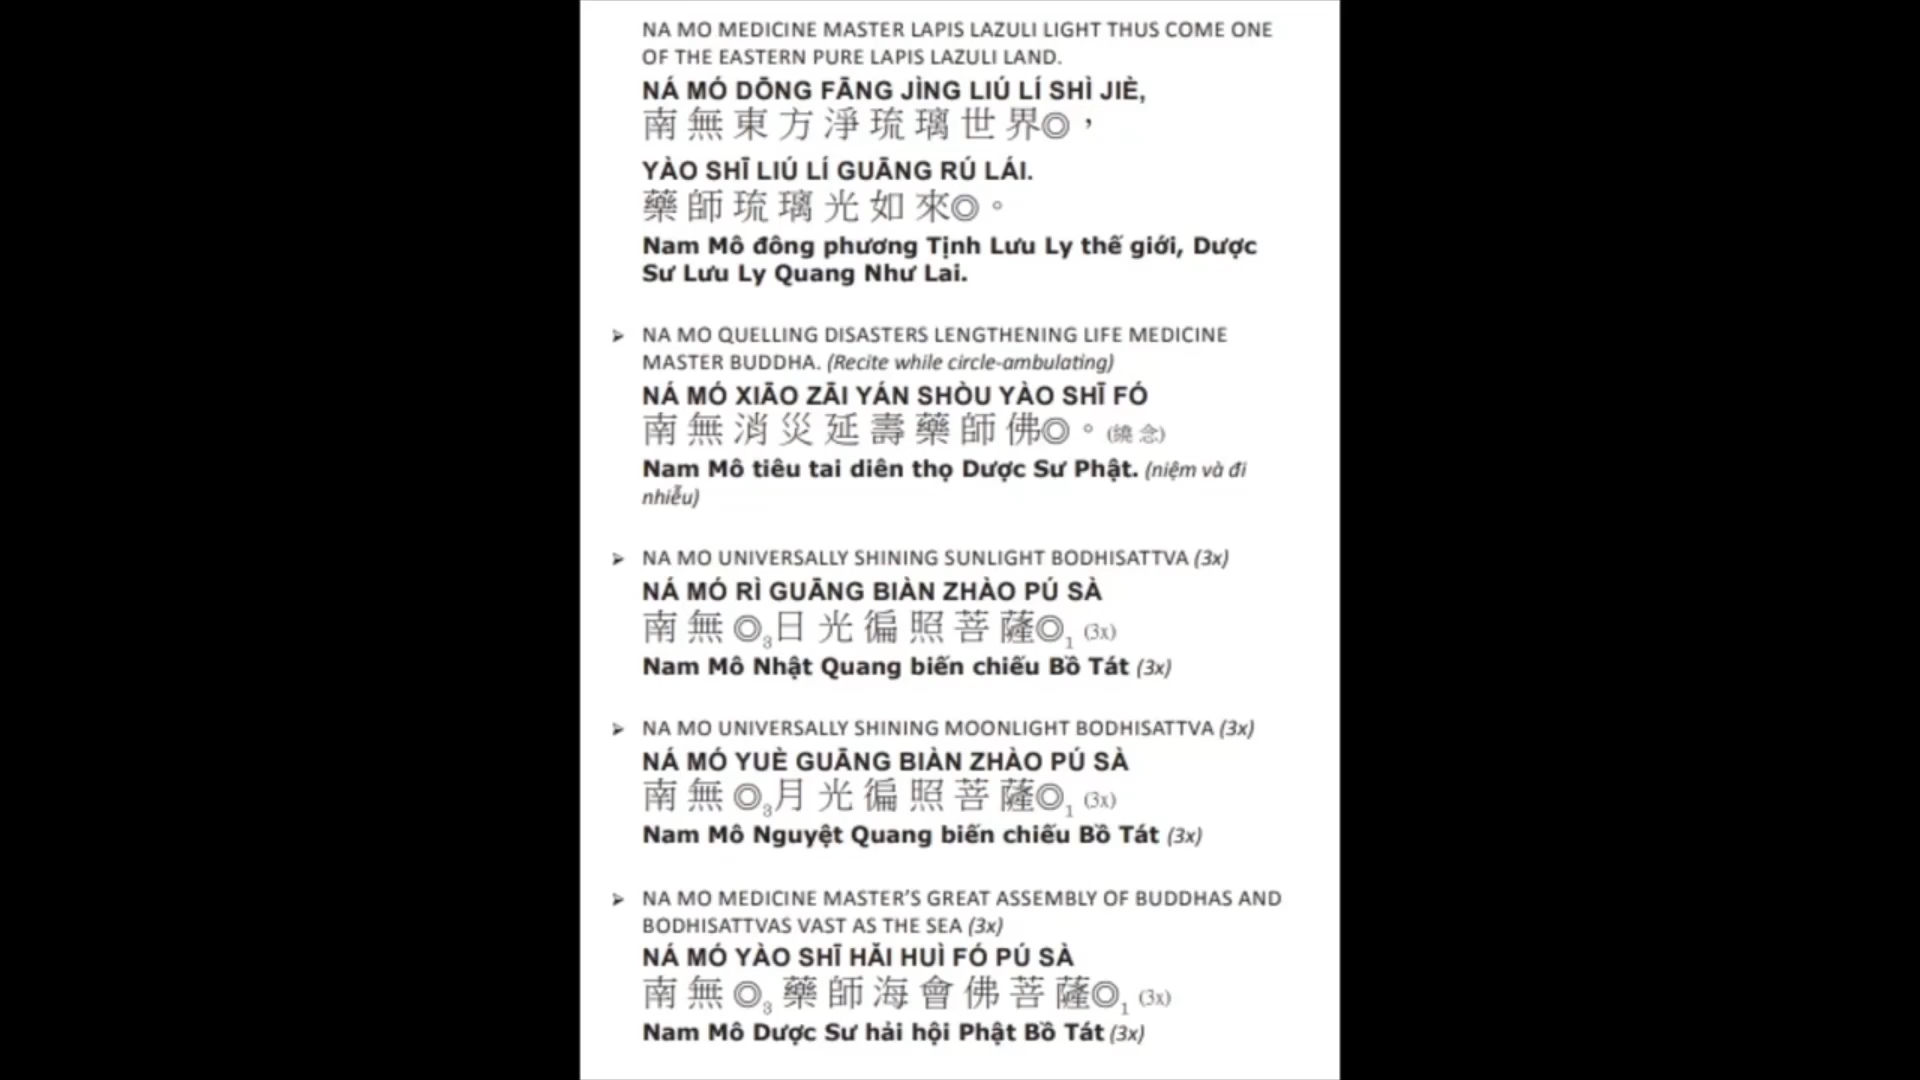 NA MO MEDICINE MASTER LAPIS LAZULI LIGHT THUS COME ONE
OF THE EASTERN PURE LAPIS LAZULI LAND.
NÁ MÓ DŌNG FĀNG JÌNG LIÚ LÍ SHÌ JIÈ,
南無東方淨琉璃世界◎，
YÀO SHĪ LIÚ LÍ GUĀNG RÚ LÁI.
藥師琉璃光如來◎。
Nam Mô đông phương Tịnh Lưu Ly thế giới, Dược
Sư Lưu Ly Quang Như Lai.
➢ NA MO QUELLING DISASTERS LENGTHENING LIFE MEDICINE
MASTER BUDDHA. (Recite while circle-ambulating)
NÁ MÓ XIĀO ZĀI YÁN SHÒU YÀO SHĪ FÓ
南無消災延壽藥師佛◎。(繞念)
Nam Mô tiêu tai diên thọ Dược Sư Phật. (niệm và đi
nhiễu)
➢ NA MO UNIVERSALLY SHINING SUNLIGHT BODHISATTVA (3x)
NÁ MÓ RÌ GUĀNG BIÀN ZHÀO PÚ SÀ
南無◎3日光徧照菩薩◎1 (3x)
Nam Mô Nhật Quang biến chiếu Bồ Tát (3x)
➢ NA MO UNIVERSALLY SHINING MOONLIGHT BODHISATTVA (3x)
NÁ MÓ YUÈ GUĀNG BIÀN ZHÀO PÚ SÀ
南無◎3月光徧照菩薩◎1 (3x)
Nam Mô Nguyệt Quang biến chiếu Bồ Tát (3x)
➢ NA MO MEDICINE MASTER’S GREAT ASSEMBLY OF BUDDHAS AND
BODHISATTVAS VAST AS THE SEA (3x)
NÁ MÓ YÀO SHĪ HǍI HUÌ FÓ PÚ SÀ
南無◎3藥師海會佛菩薩◎1 (3x)
Nam Mô Dược Sư hải hội Phật Bồ Tát (3x)